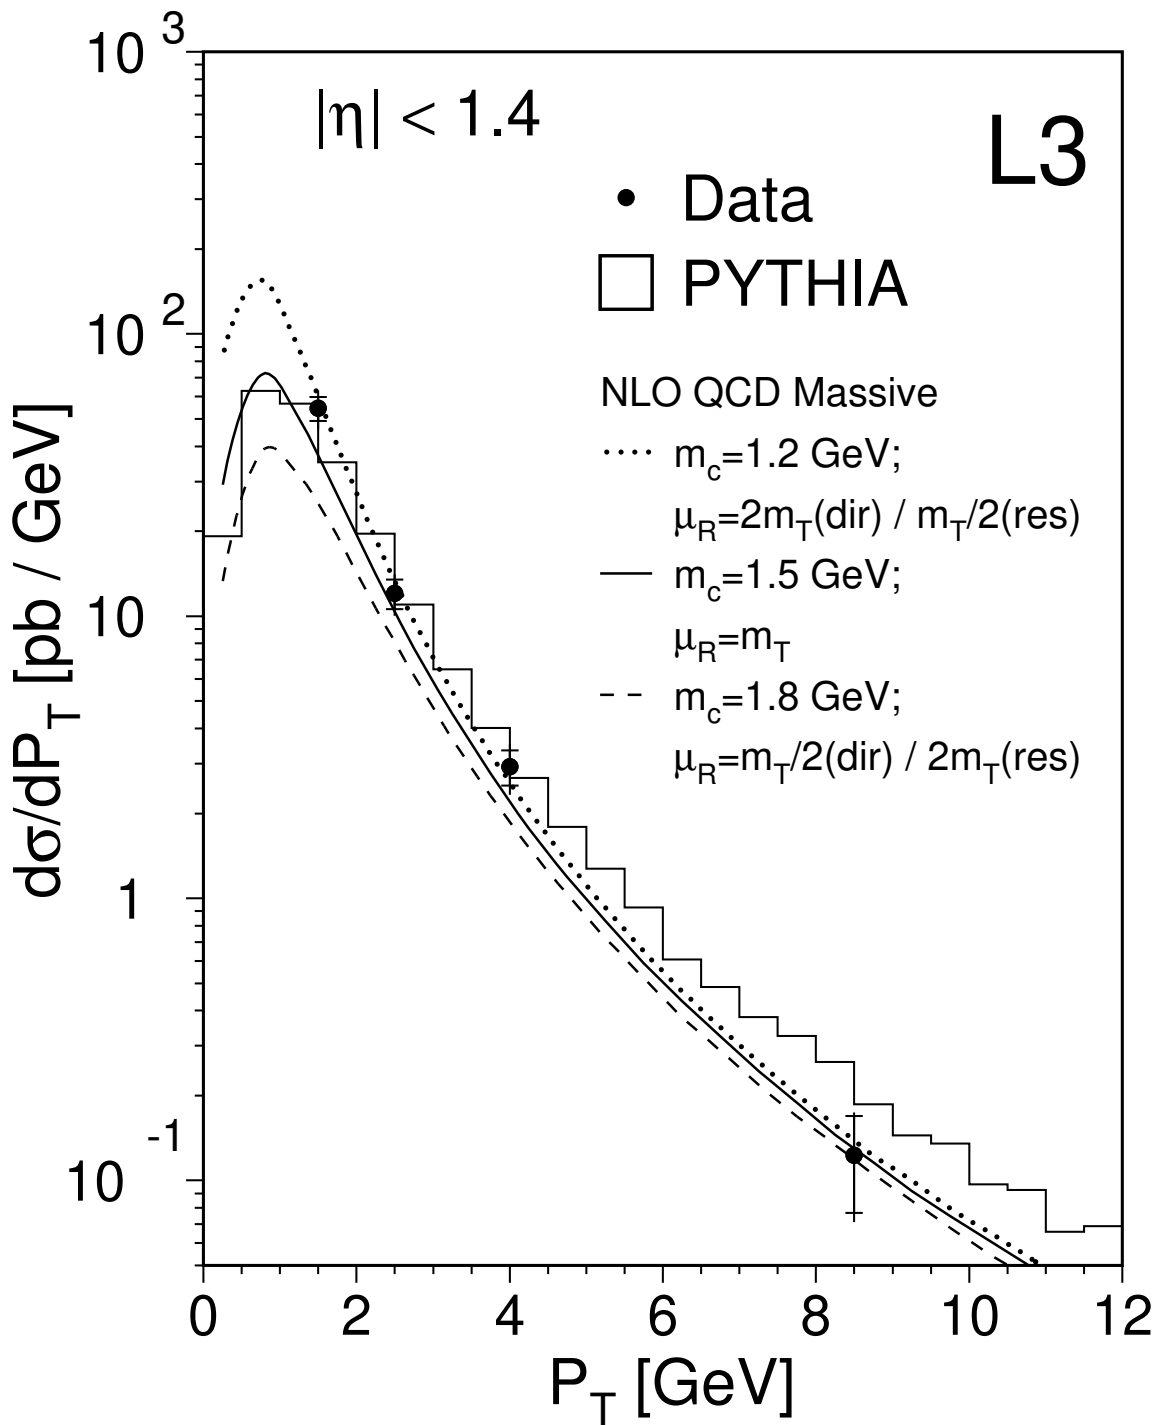 |η| < 1.4
L3
Data
PYTHIA
NLO QCD Massive
m_c=1.2 GeV;
μ_R=2m_T(dir) / m_T/2(res)
m_c=1.5 GeV;
μ_R=m_T
m_c=1.8 GeV;
μ_R=m_T/2(dir) / 2m_T(res)
dσ/dP_T [pb / GeV]
10^3
10^2
10
1
10^-1
0 2 4 6 8 10 12
P_T [GeV]